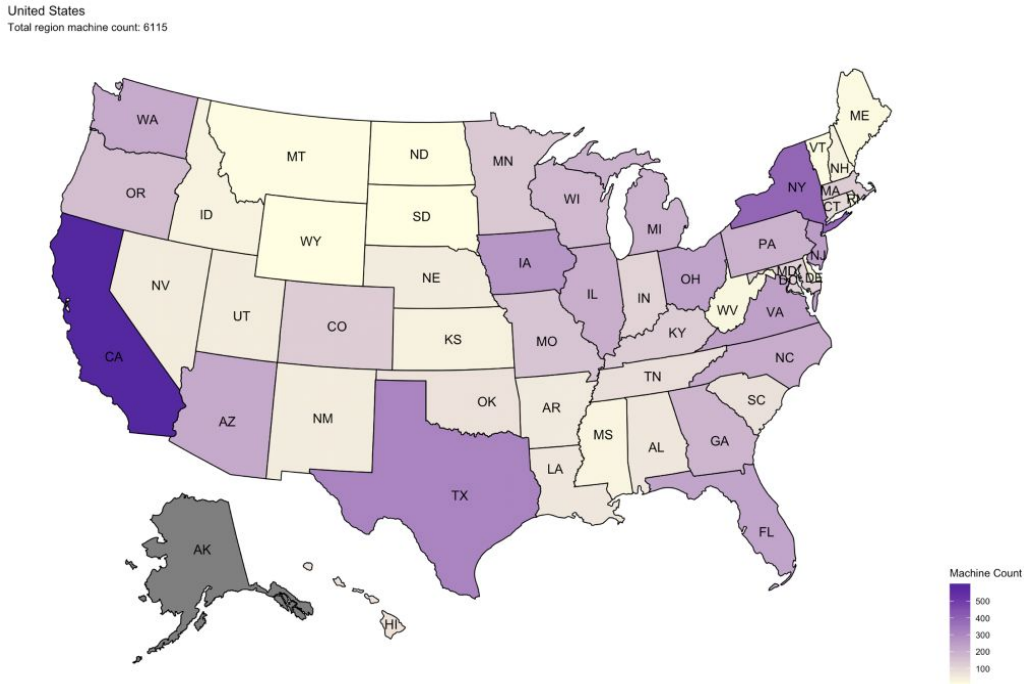 United States
Total region machine count: 6115
ME
WA
VT
NH
MT
ND
MN
MA
OR
SD
WI
NY
RI
CT
ID
MI
WY
PA
IA
NJ
NE
MD
DE
DC
NV
OH
UT
IL
IN
WV
VA
CO
KS
MO
KY
CA
NC
TN
OK
AR
SC
AZ
NM
MS
AL
GA
LA
TX
FL
AK
HI
Machine Count
500
400
300
200
100